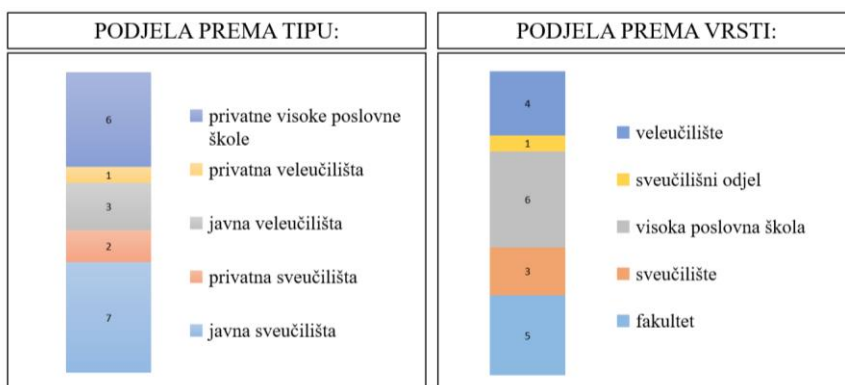 PODJELA PREMA TIPU:
6
1
3
2
7
privatne visoke poslovne
škole
privatna veleučilišta
javna veleučilišta
privatna sveučilišta
javna sveučilišta
PODJELA PREMA VRSTI:
4
1
6
3
5
veleučilište
sveučilišni odjel
visoka poslovna škola
sveučilište
fakultet